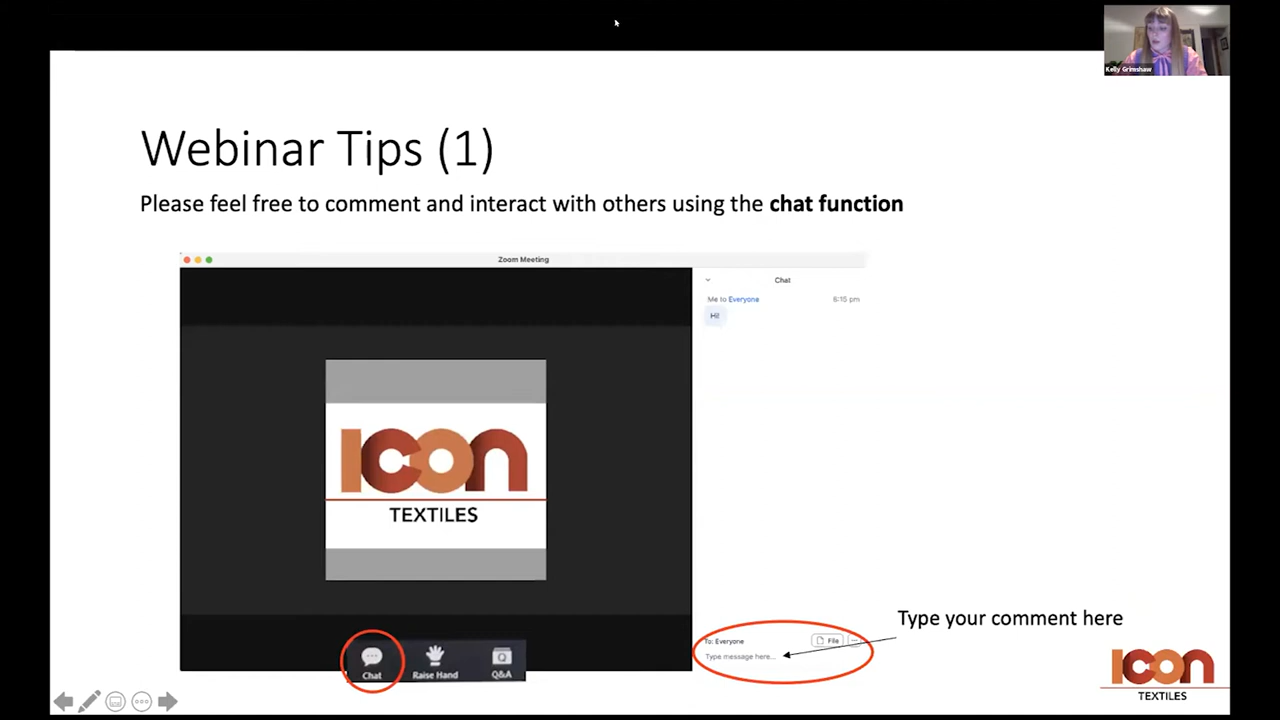 Kelly Grimshaw
Webinar Tips (1)
Please feel free to comment and interact with others using the chat function
Zoom Meeting
Chat
Me to Everyone 6:15 pm
Hi!
ICON
TEXTILES
Type your comment here
To: Everyone File
Type message here...
Chat Raise Hand Q&A
ICON
TEXTILES